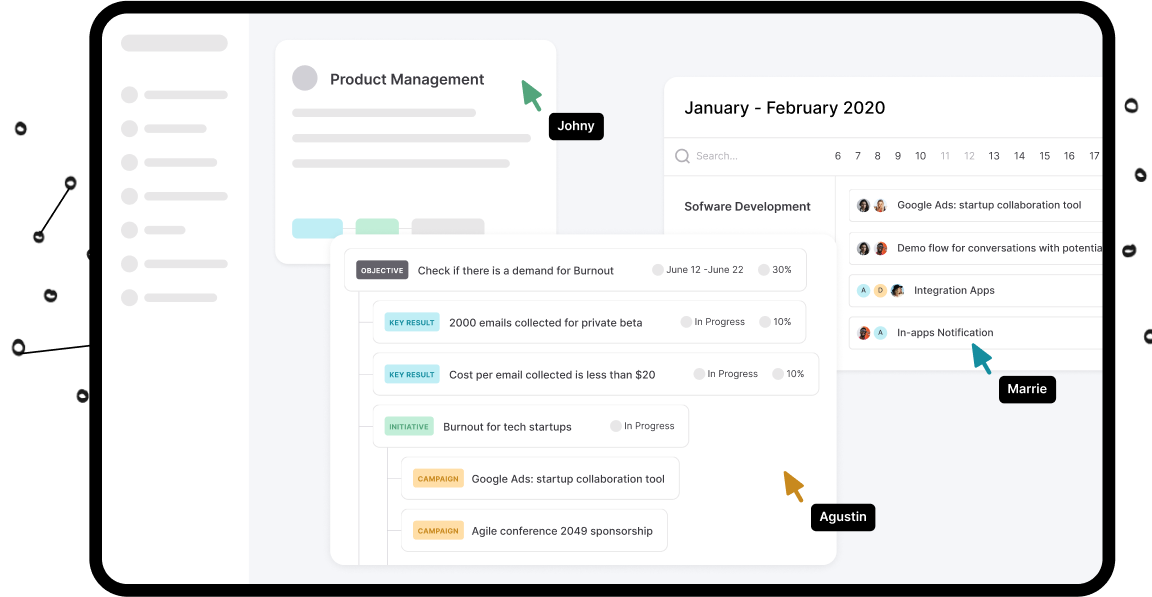 Product Management
Johny
January - February 2020
Search...
6 7 8 9 10 11 12 13 14 15 16 17
Sofware Development
Google Ads: startup collaboration tool
Demo flow for conversations with potentia
A D Integration Apps
A In-apps Notification
Marrie
OBJECTIVE Check if there is a demand for Burnout June 12 -June 22 30%
KEY RESULT 2000 emails collected for private beta In Progress 10%
KEY RESULT Cost per email collected is less than $20 In Progress 10%
INITIATIVE Burnout for tech startups In Progress
CAMPAIGN Google Ads: startup collaboration tool
CAMPAIGN Agile conference 2049 sponsorship
Agustin